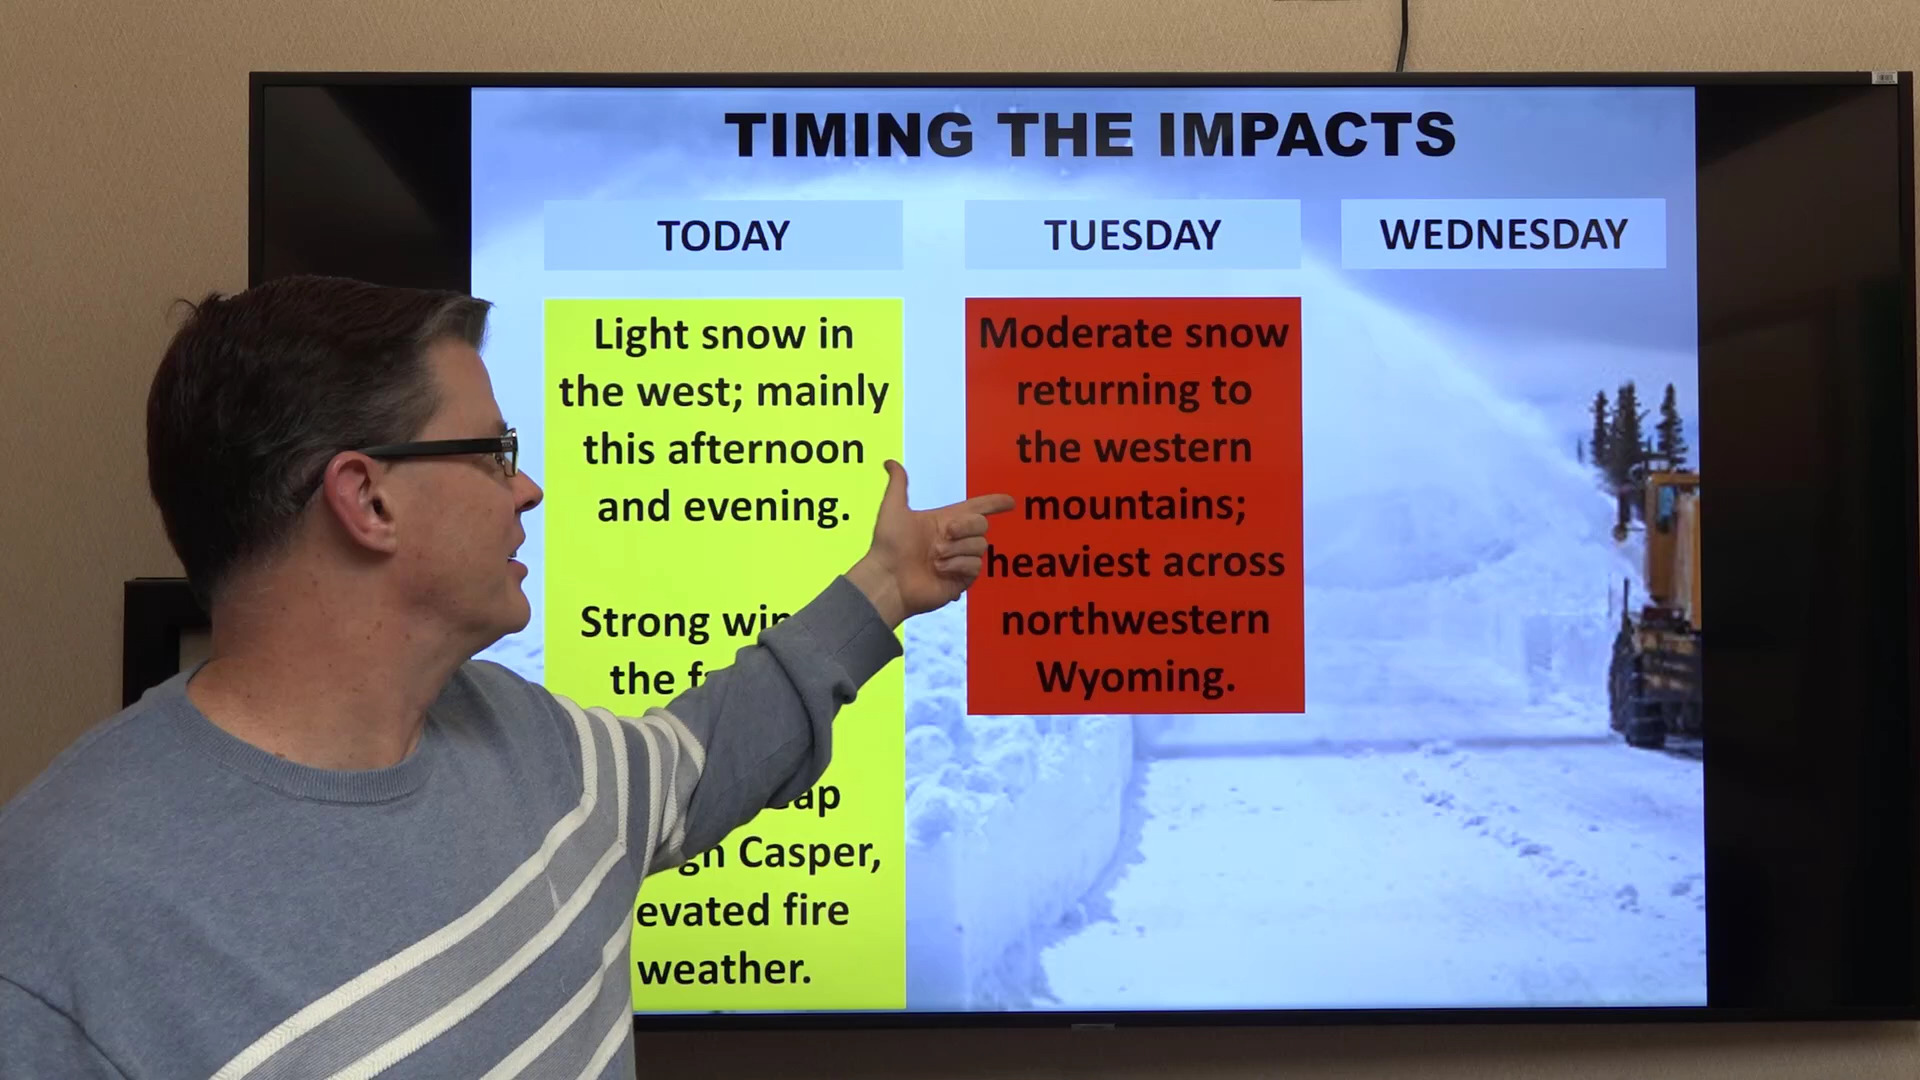 TIMING THE IMPACTS
TODAY
TUESDAY
WEDNESDAY
Light snow in
the west; mainly
this afternoon
and evening.
Strong
the
Casper,
fire
weather.
Moderate snow
returning to
the western
mountains;
heaviest across
northwestern
Wyoming.